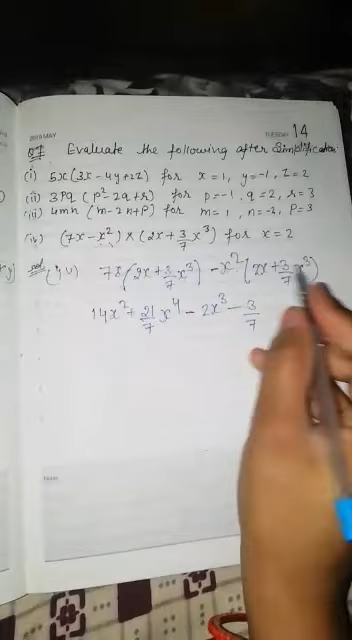 2019 MAY
TUESDAY 14
Q7 Evaluate the following after Simplification
(i) 5x(3x-4y+2z) for x=1, y=-1, z=2
(ii) 3pq (p²-2q+r) for p=-1, q=2, r=3
(iii) 4mn (m-2n+p) for m=1, n=-2, p=3
(iv) (7x-x²)×(2x+3/7 x³) for x=2
(iv) 7x(2x+3/7 x³) - x²(2x+3/7 x³)
14x² + 21/7 x⁴ - 2x³ - 3/7
Notes